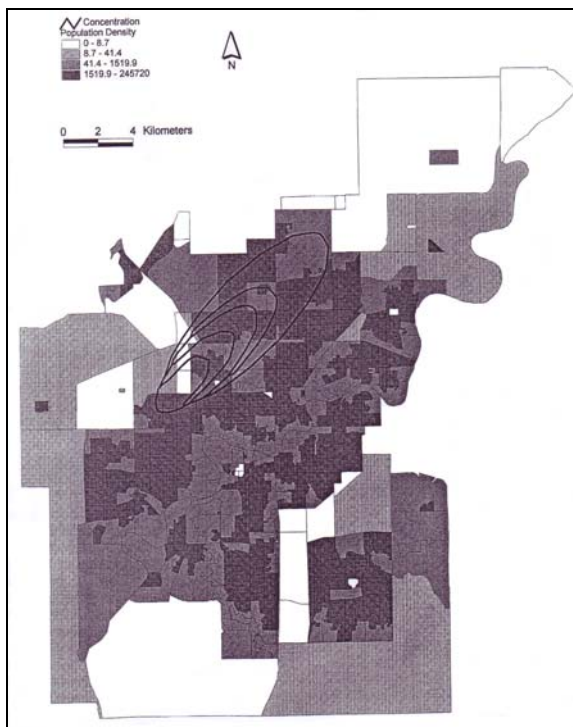 Concentration
Population Density
0 - 8.7
8.7 - 41.4
41.4 - 1519.9
1519.9 - 245720
N
0 2 4 Kilometers